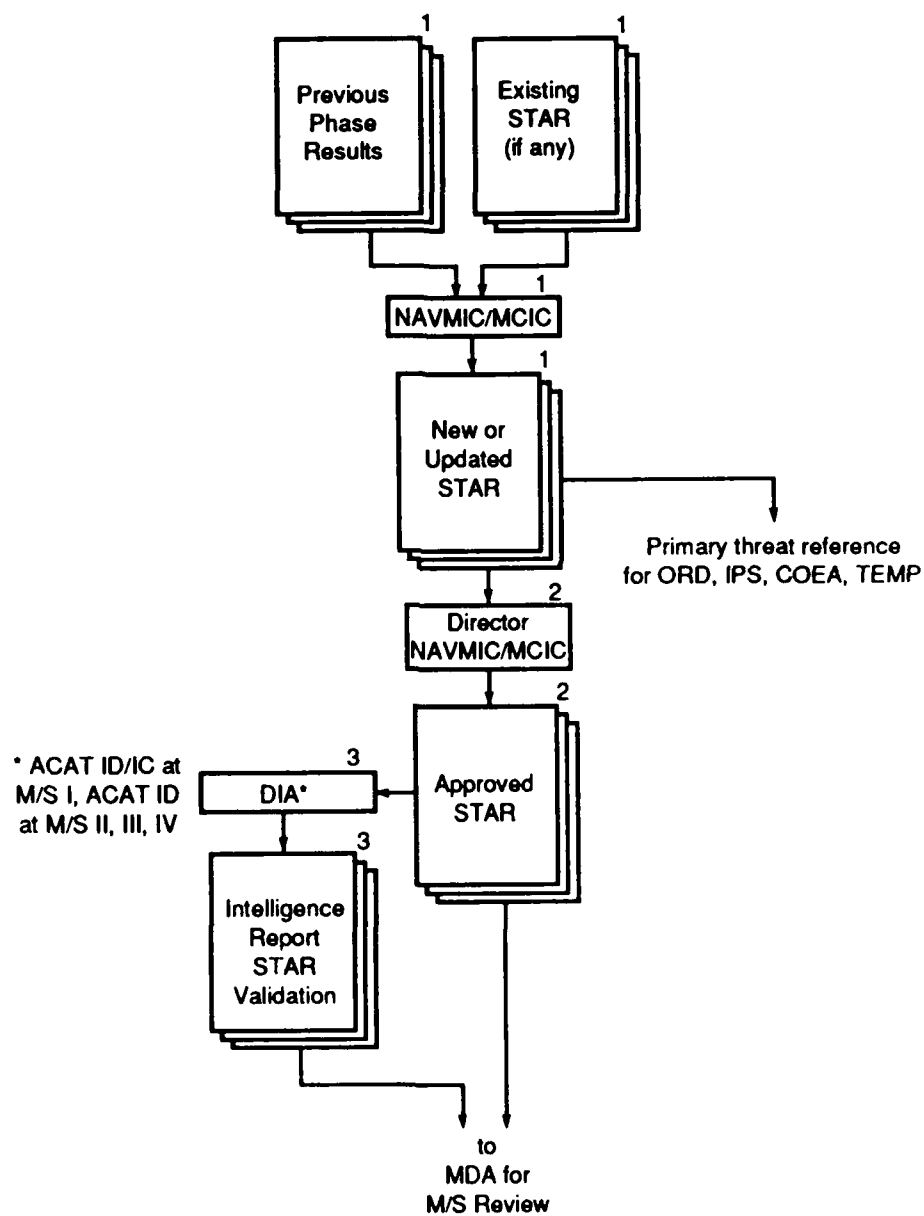 1
1
Previous
Phase
Results
Existing
STAR
(if any)
1
NAVMIC/MCIC
1
New or
Updated
STAR
Primary threat reference
for ORD, IPS, COEA, TEMP
2
Director
NAVMIC/MCIC
2
Approved
STAR
* ACAT ID/IC at
M/S I, ACAT ID
at M/S II, III, IV
3
DIA*
3
Intelligence
Report
STAR
Validation
to
MDA for
M/S Review